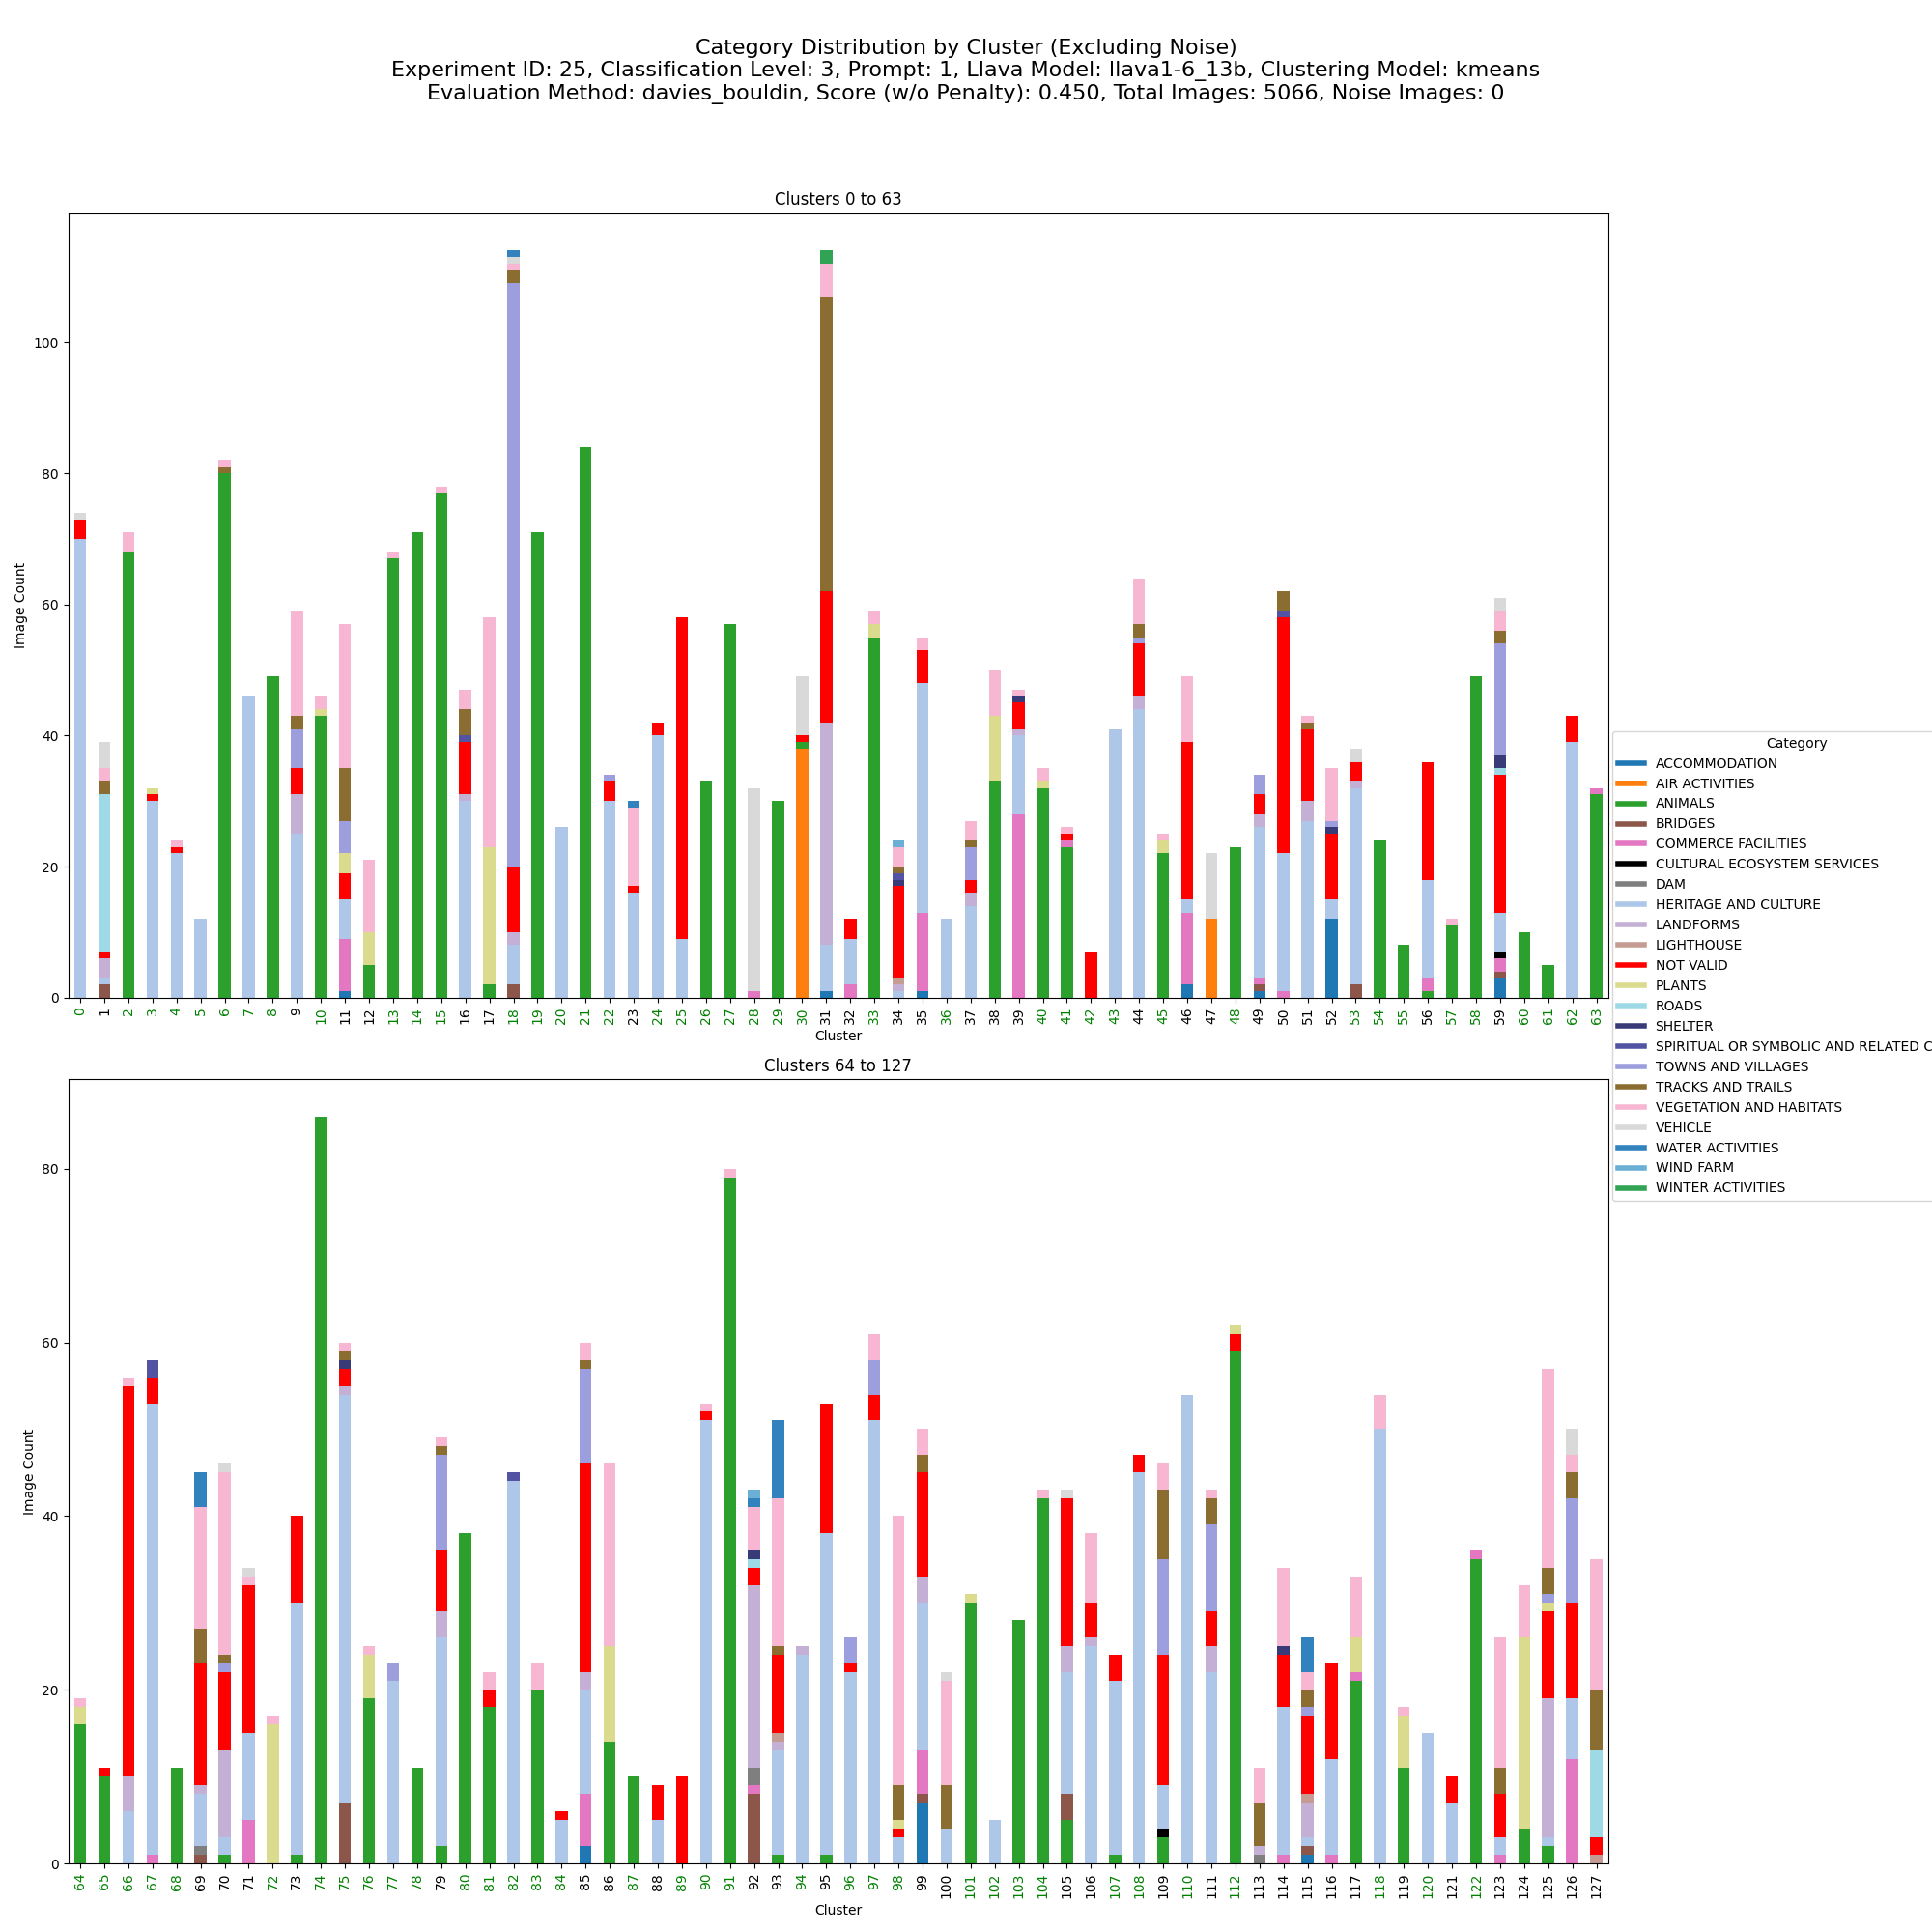 Category Distribution by Cluster (Excluding Noise)
Experiment ID: 25, Classification Level: 3, Prompt: 1, Llava Model: llava1-6_13b, Clustering Model: kmeans
Evaluation Method: davies_bouldin, Score (w/o Penalty): 0.450, Total Images: 5066, Noise Images: 0
Clusters 0 to 63
100
80
60
40
20
0
Image Count
0 1 2 3 4 5 6 7 8 9 10 11 12 13 14 15 16 17 18 19 20 21 22 23 24 25 26 27 28 29 30 31 32 33 34 35 36 37 38 39 40 41 42 43 44 45 46 47 48 49 50 51 52 53 54 55 56 57 58 59 60 61 62 63
Cluster
Category
ACCOMMODATION
AIR ACTIVITIES
ANIMALS
BRIDGES
COMMERCE FACILITIES
CULTURAL ECOSYSTEM SERVICES
DAM
HERITAGE AND CULTURE
LANDFORMS
LIGHTHOUSE
NOT VALID
PLANTS
ROADS
SHELTER
SPIRITUAL OR SYMBOLIC AND RELATED C
TOWNS AND VILLAGES
TRACKS AND TRAILS
VEGETATION AND HABITATS
VEHICLE
WATER ACTIVITIES
WIND FARM
WINTER ACTIVITIES
Clusters 64 to 127
80
60
40
20
0
Image Count
64 65 66 67 68 69 70 71 72 73 74 75 76 77 78 79 80 81 82 83 84 85 86 87 88 89 90 91 92 93 94 95 96 97 98 99 100 101 102 103 104 105 106 107 108 109 110 111 112 113 114 115 116 117 118 119 120 121 122 123 124 125 126 127
Cluster